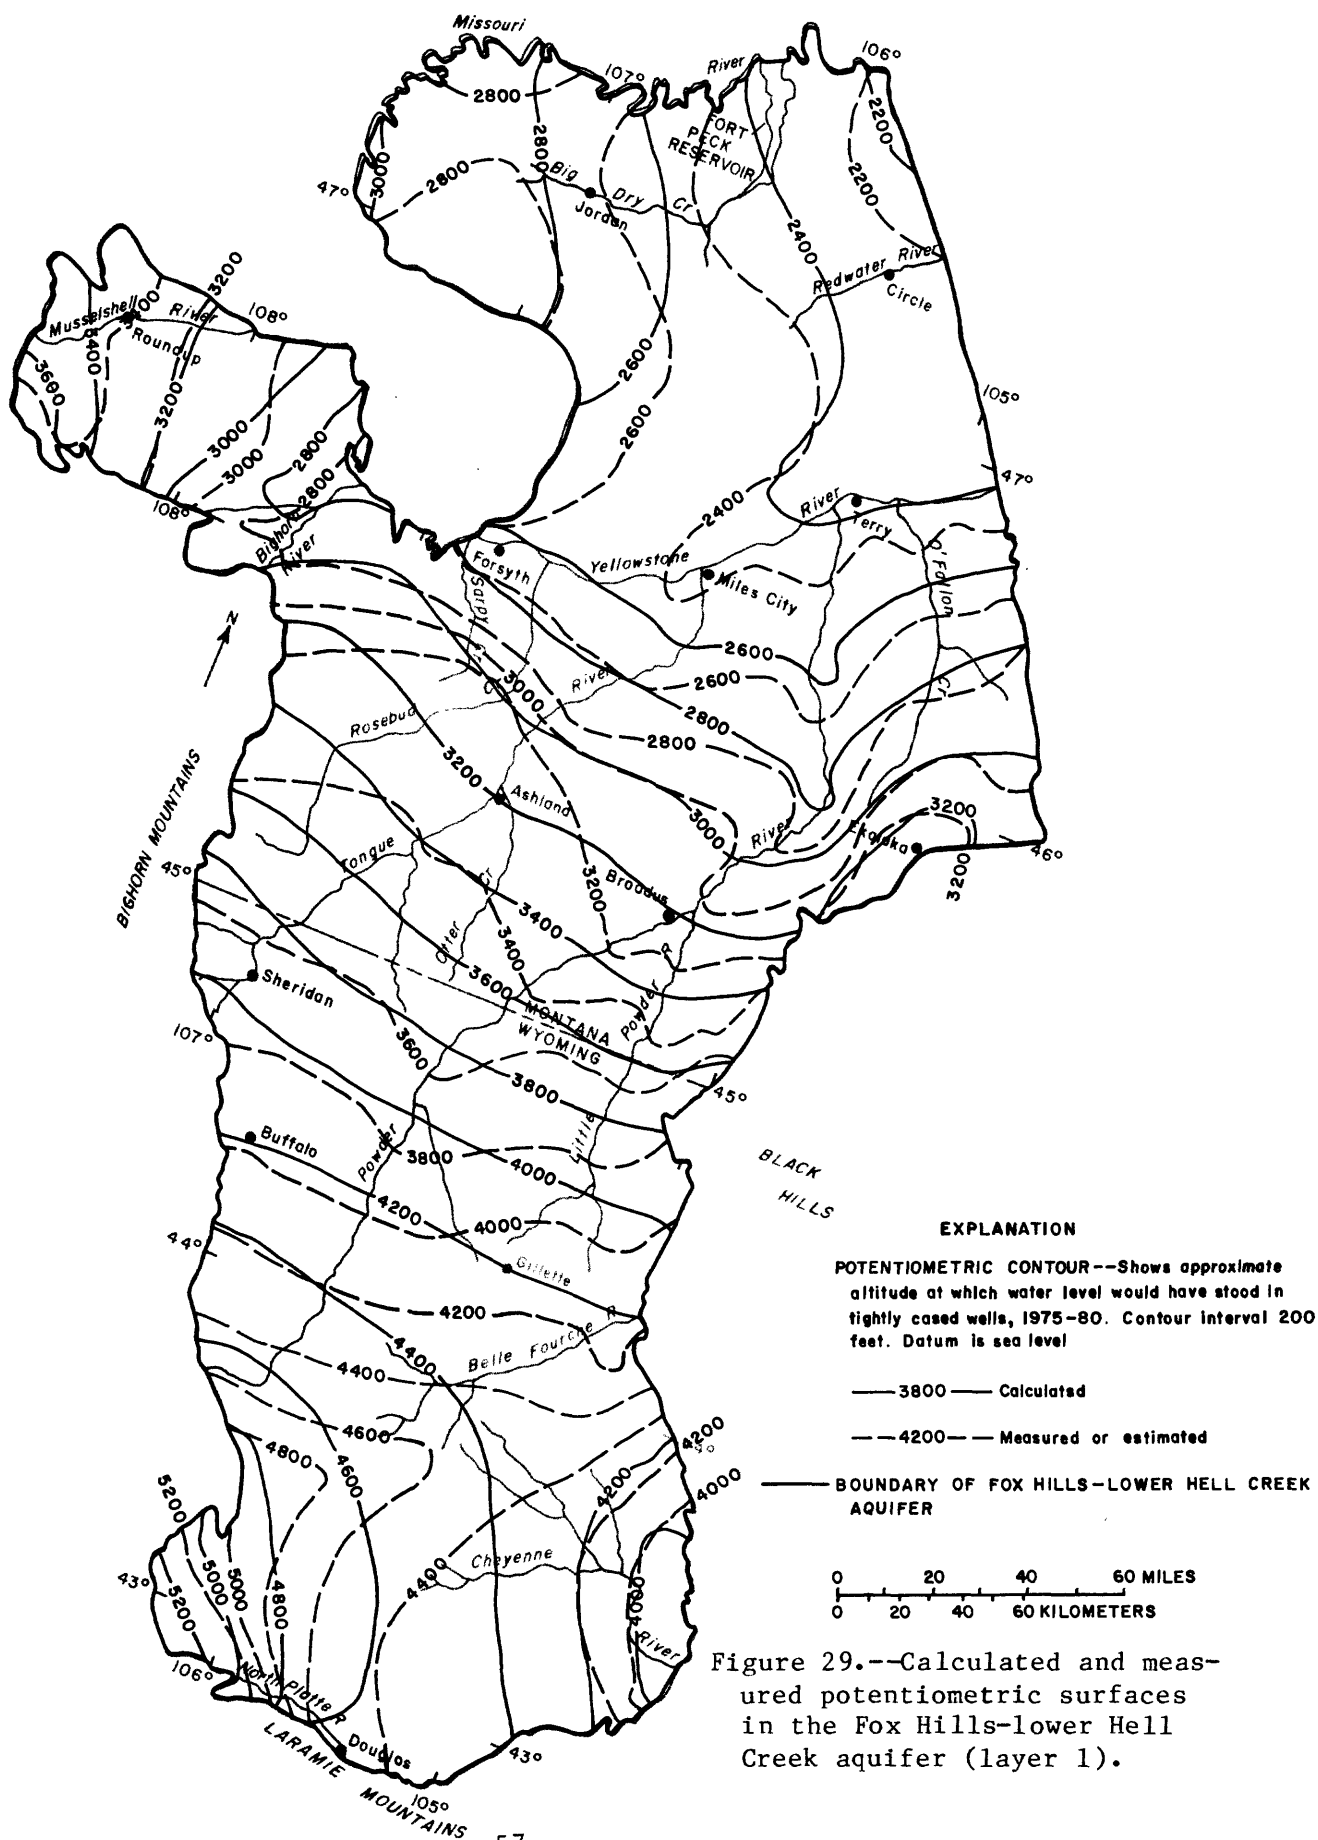 Missouri
River
106°
107°
2800
2800
2800
3000
47°
FORT
PECK
RESERVOIR
2200
2200
Big Dry Cr
Jordan
2400
Redwater River
Circle
3200
108°
Musselshell River
Roundup
3400
3600
3200
3000
3000
2800
2800
108°
Bighorn
River
2600
2600
105°
47°
2400
River
Terry
Yellowstone
Forsyth
Miles City
O'Fallon
Cr
Sarpy
N
2600
2600
2800
2800
3000
River
Rosebud
3200
Ashland
3000
River
3200
Ekalaka
46°
3200
BIGHORN MOUNTAINS
45°
Tongue
3200
Broadus
3400
3400
Otter
Cr
3600
MONTANA
WYOMING
Powder
R
Little
Sheridan
107°
3600
3800
45°
Buffalo
Powder
3800
4000
BLACK
HILLS
4200
4000
44°
Gillette
4200
4400
Belle Fourche R
4400
4600
4200
4000
4800
4600
4200
5200
5000
5000
4800
5200
43°
Cheyenne
4400
4000
River
106°
North Platte R
Douglas
LARAMIE
MOUNTAINS
43°
105°
EXPLANATION
POTENTIOMETRIC CONTOUR--Shows approximate
altitude at which water level would have stood in
tightly cased wells, 1975-80. Contour interval 200
feet. Datum is sea level
3800 Calculated
4200 Measured or estimated
BOUNDARY OF FOX HILLS-LOWER HELL CREEK
AQUIFER
0 20 40 60 MILES
0 20 40 60 KILOMETERS
Figure 29.--Calculated and meas-
ured potentiometric surfaces
in the Fox Hills-lower Hell
Creek aquifer (layer 1).